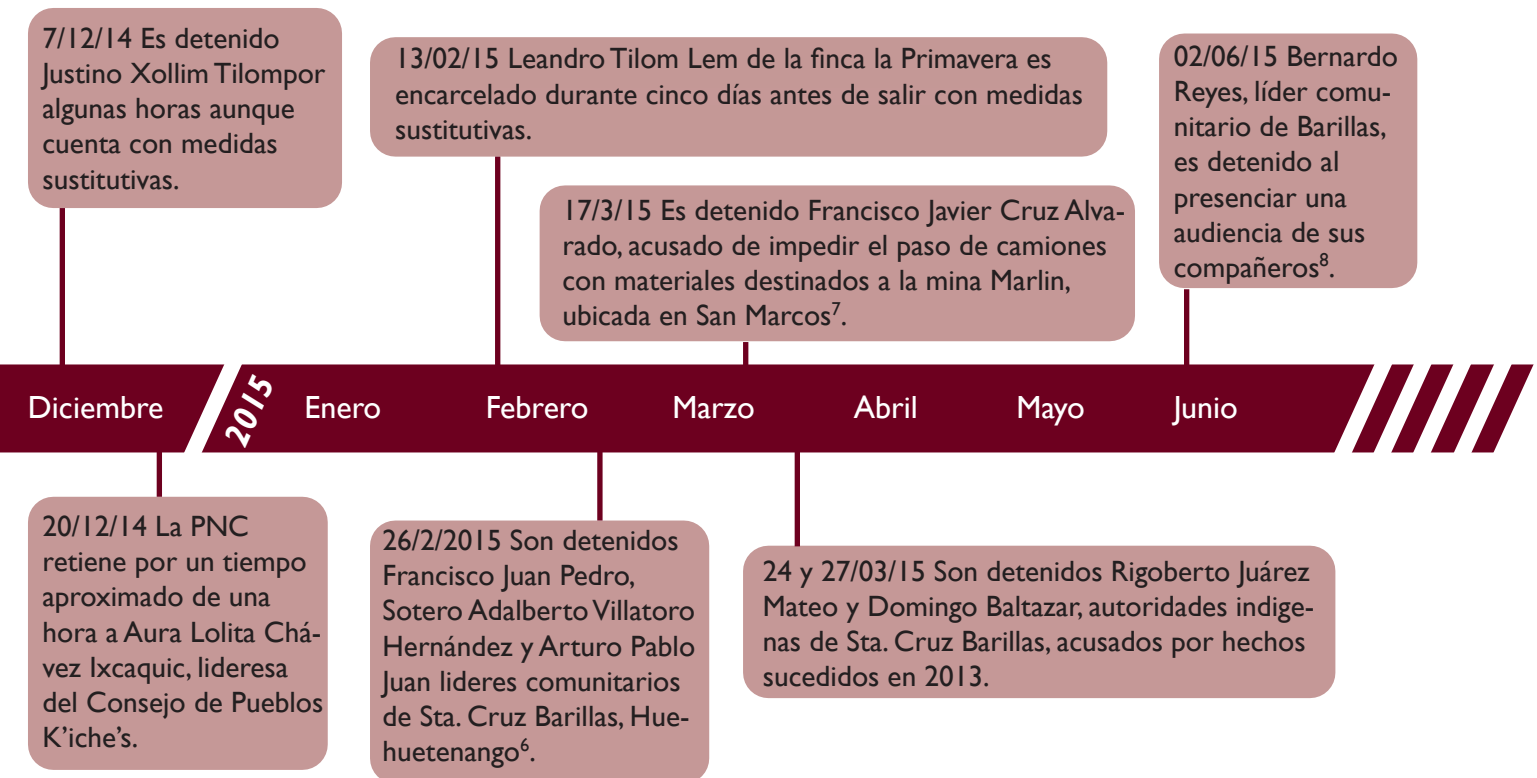 7/12/14 Es detenido
Justino Xollim Tilompor
algunas horas aunque
cuenta con medidas
sustitutivas.
13/02/15 Leandro Tilom Lem de la finca la Primavera es
encarcelado durante cinco días antes de salir con medidas
sustitutivas.
17/3/15 Es detenido Francisco Javier Cruz Alva-
rado, acusado de impedir el paso de camiones
con materiales destinados a la mina Marlin,
ubicada en San Marcos⁷.
02/06/15 Bernardo
Reyes, líder comu-
nitario de Barillas,
es detenido al
presenciar una
audiencia de sus
compañeros⁸.
Diciembre 2015 Enero Febrero Marzo Abril Mayo Junio
20/12/14 La PNC
retiene por un tiempo
aproximado de una
hora a Aura Lolita Chá-
vez Ixcaquic, lideresa
del Consejo de Pueblos
K’iche’s.
26/2/2015 Son detenidos
Francisco Juan Pedro,
Sotero Adalberto Villatoro
Hernández y Arturo Pablo
Juan lideres comunitarios
de Sta. Cruz Barillas, Hue-
huetenango⁶.
24 y 27/03/15 Son detenidos Rigoberto Juárez
Mateo y Domingo Baltazar, autoridades indige-
nas de Sta. Cruz Barillas, acusados por hechos
sucedidos en 2013.